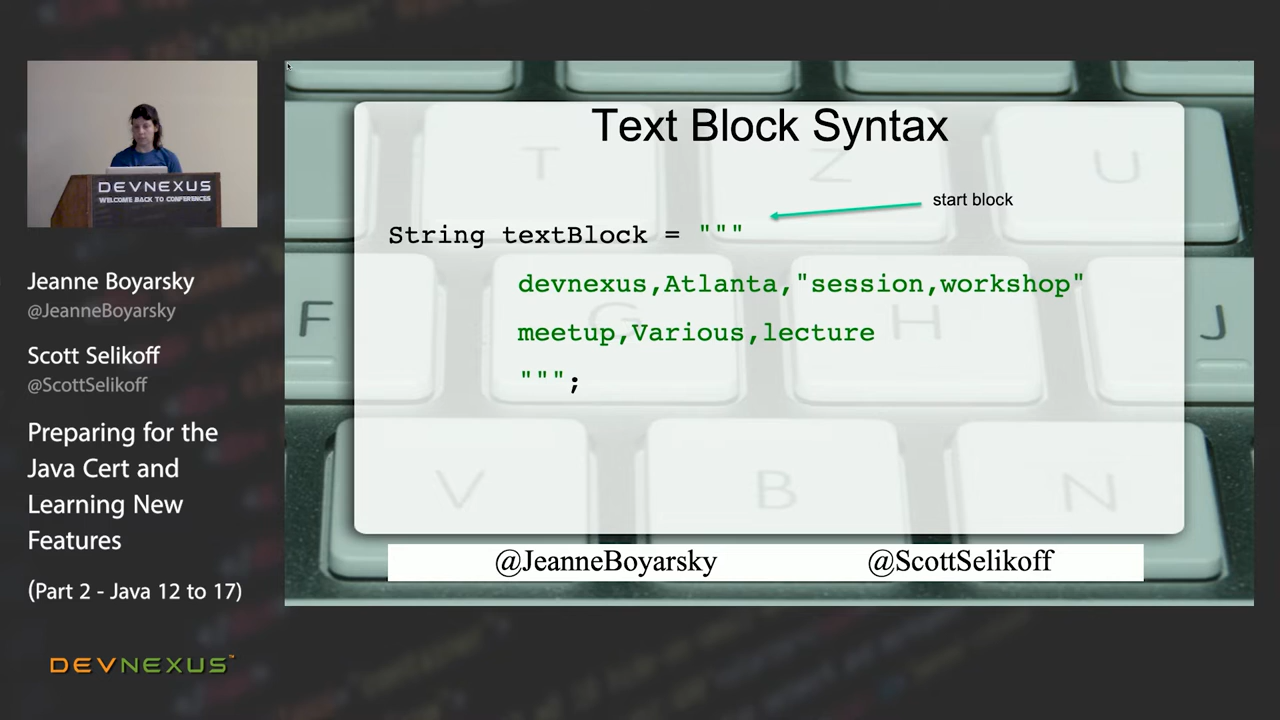 DEVNEXUS
WELCOME BACK TO CONFERENCES
Jeanne Boyarsky
@JeanneBoyarsky
Scott Selikoff
@ScottSelikoff
Preparing for the
Java Cert and
Learning New
Features
(Part 2 - Java 12 to 17)
DEVNEXUS™
Text Block Syntax
start block
String textBlock = """
devnexus,Atlanta,"session,workshop"
meetup,Various,lecture
""";
T
Z
U
F
G
H
J
V
B
N
@JeanneBoyarsky
@ScottSelikoff